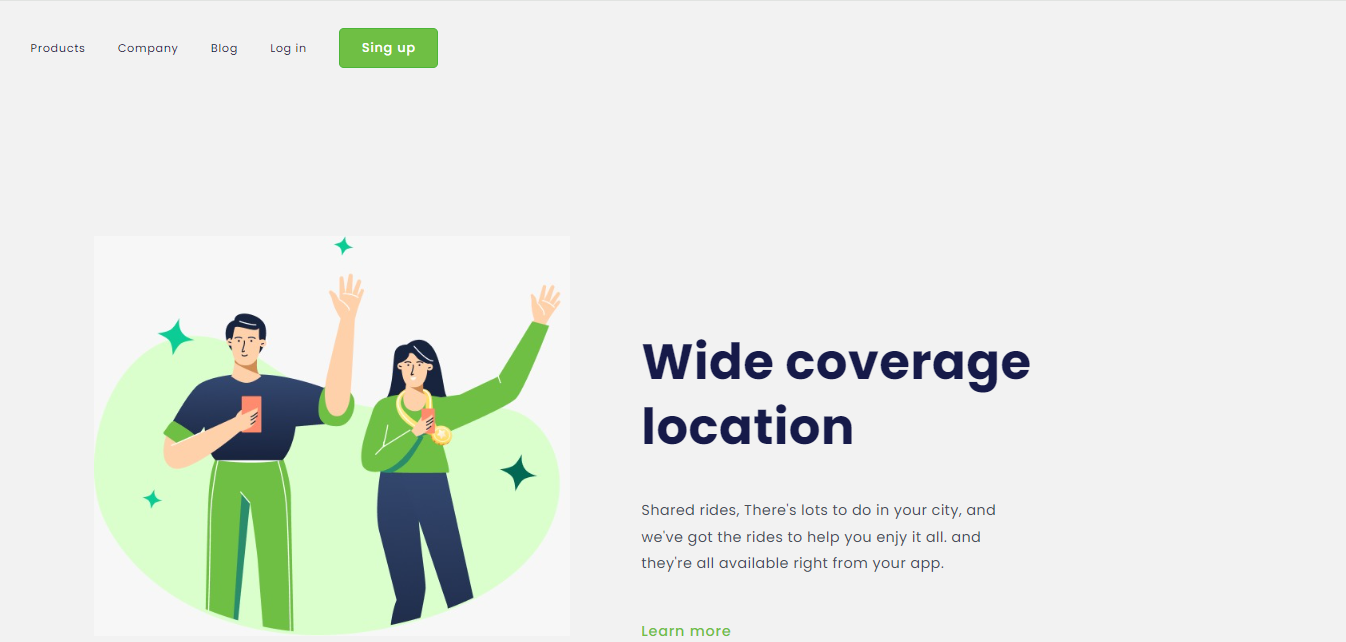 Products Company Blog Log in Sing up
Wide coverage
location
Shared rides, There's lots to do in your city, and
we've got the rides to help you enjy it all. and
they're all available right from your app.
Learn more